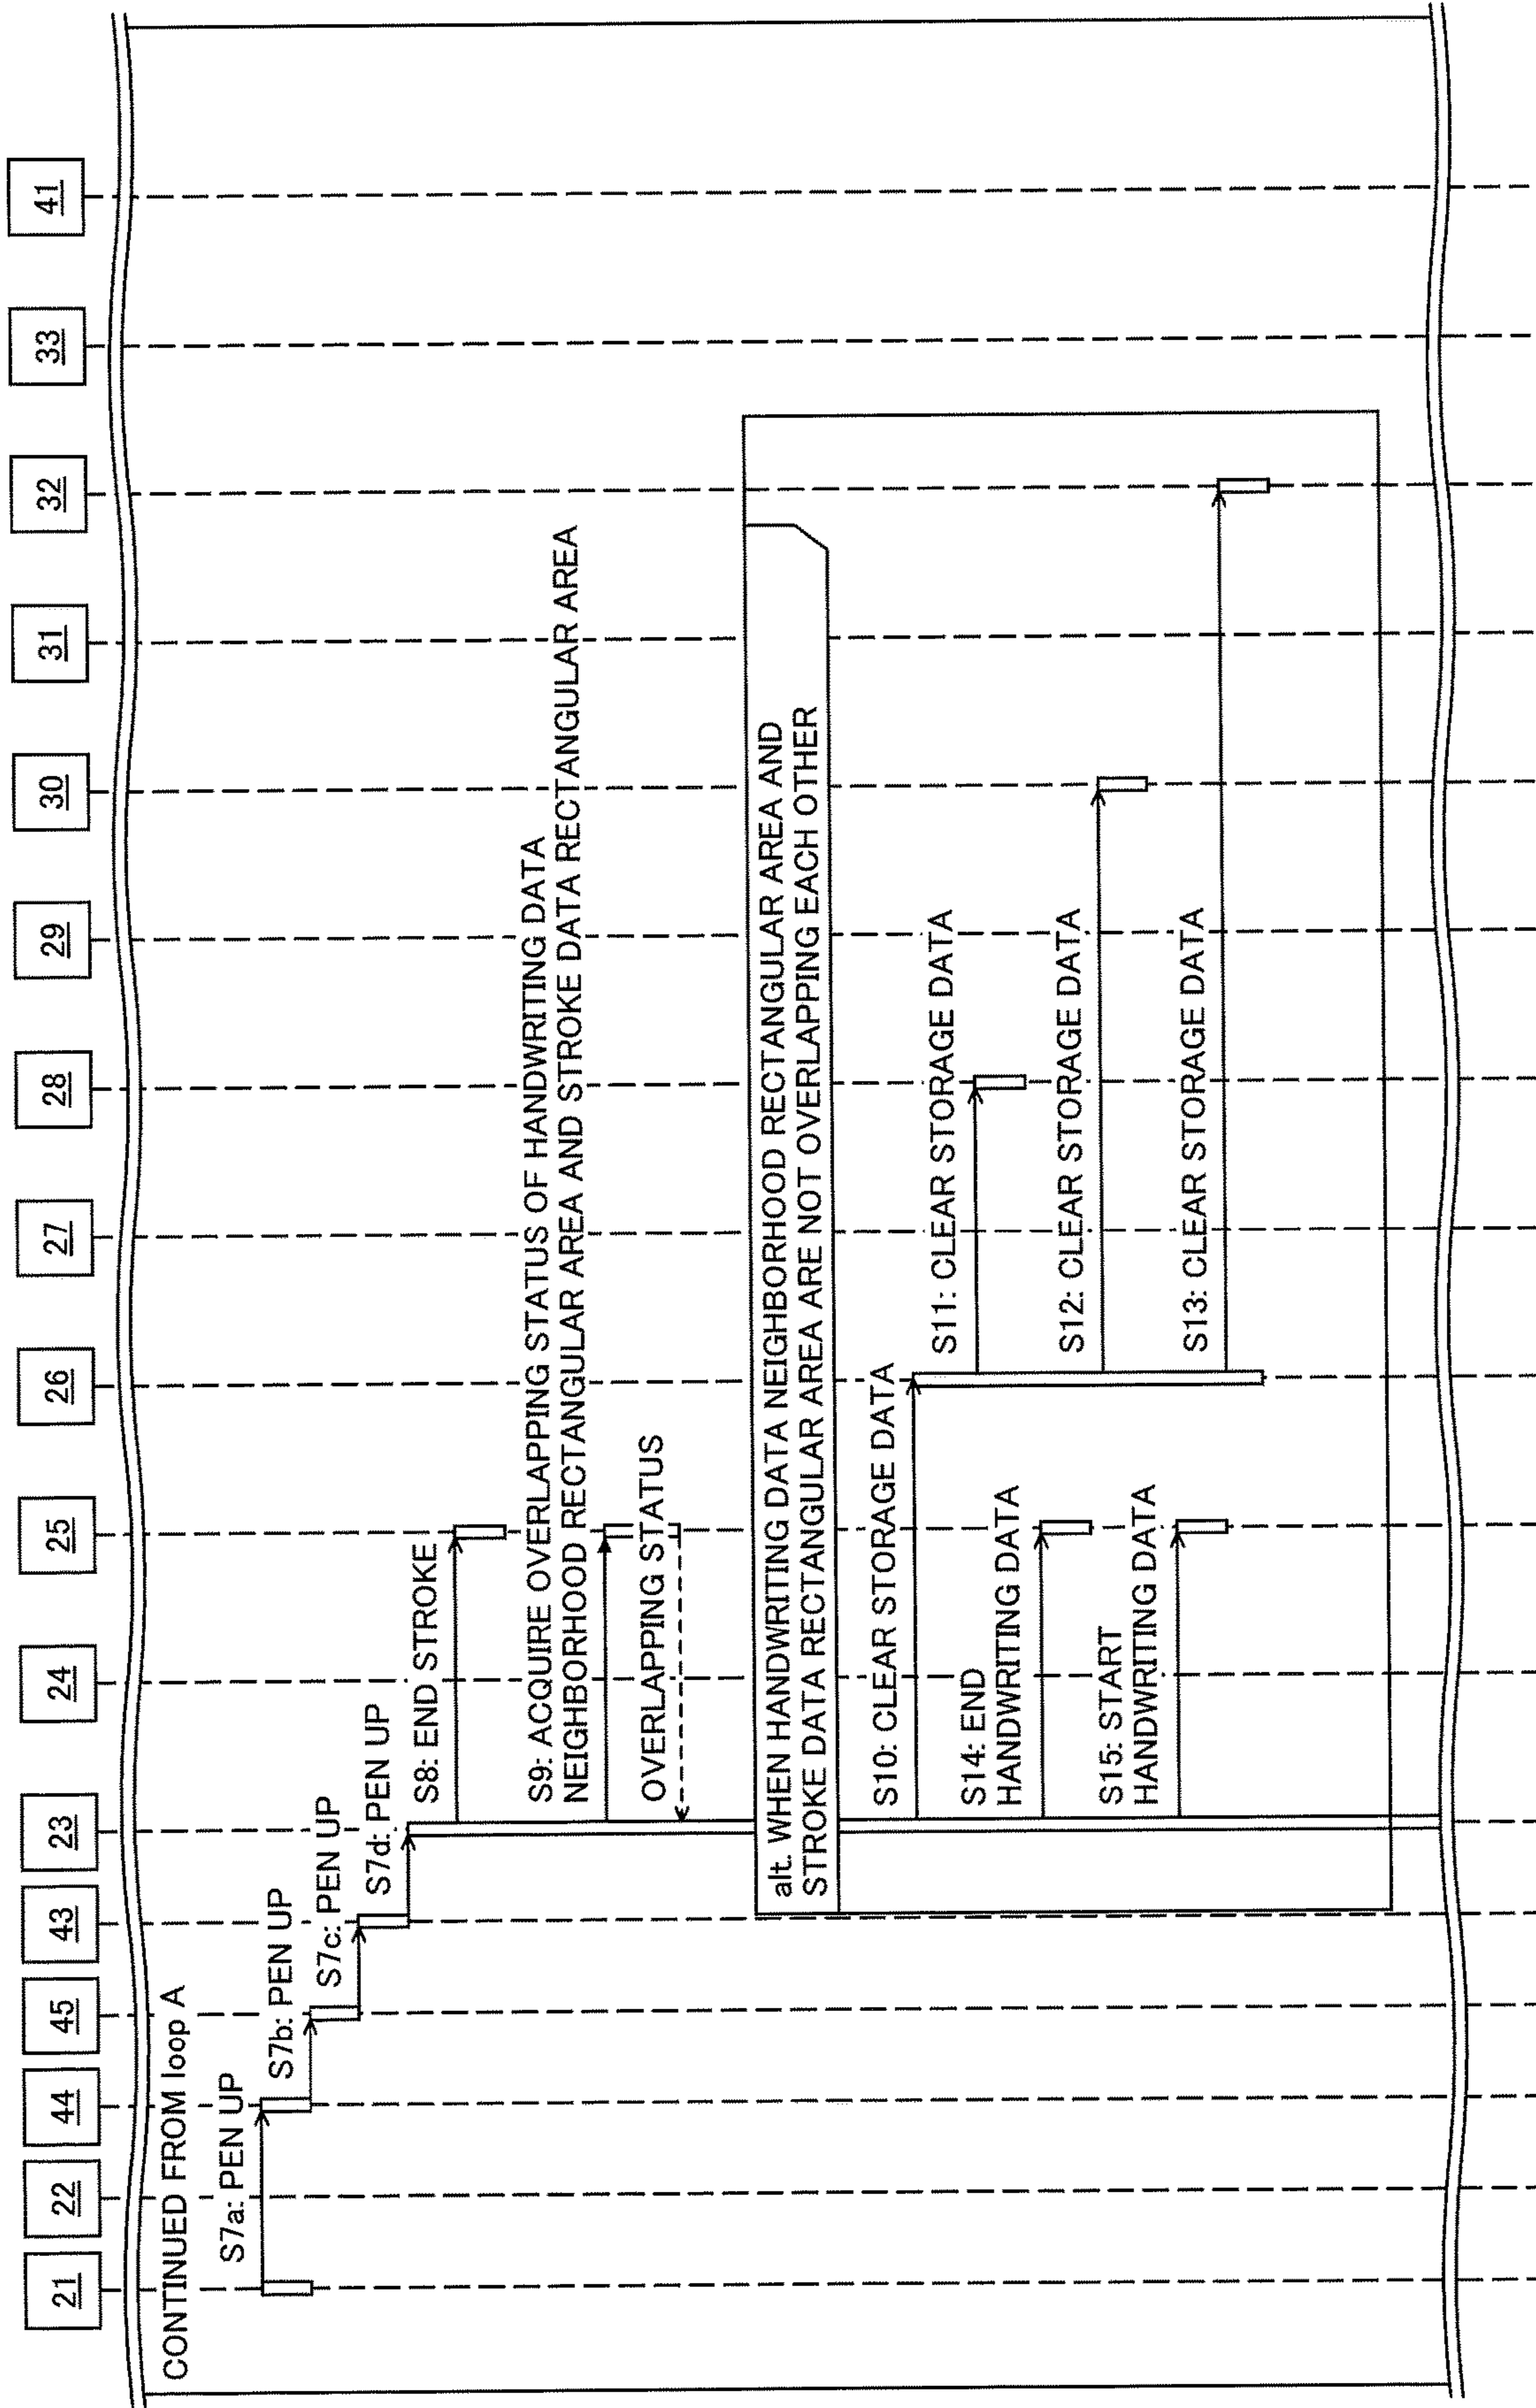 21
22
44
45
43
23
24
25
26
27
28
29
30
31
32
33
41
CONTINUED FROM loop A
S7a: PEN UP
S7b: PEN UP
S7c: PEN UP
S7d: PEN UP
S8: END STROKE
S9: ACQUIRE OVERLAPPING STATUS OF HANDWRITING DATA
NEIGHBORHOOD RECTANGULAR AREA AND STROKE DATA RECTANGULAR AREA
OVERLAPPING STATUS
alt. WHEN HANDWRITING DATA NEIGHBORHOOD RECTANGULAR AREA AND
STROKE DATA RECTANGULAR AREA ARE NOT OVERLAPPING EACH OTHER
S10: CLEAR STORAGE DATA
S11: CLEAR STORAGE DATA
S14: END
HANDWRITING DATA
S12: CLEAR STORAGE DATA
S15: START
HANDWRITING DATA
S13: CLEAR STORAGE DATA